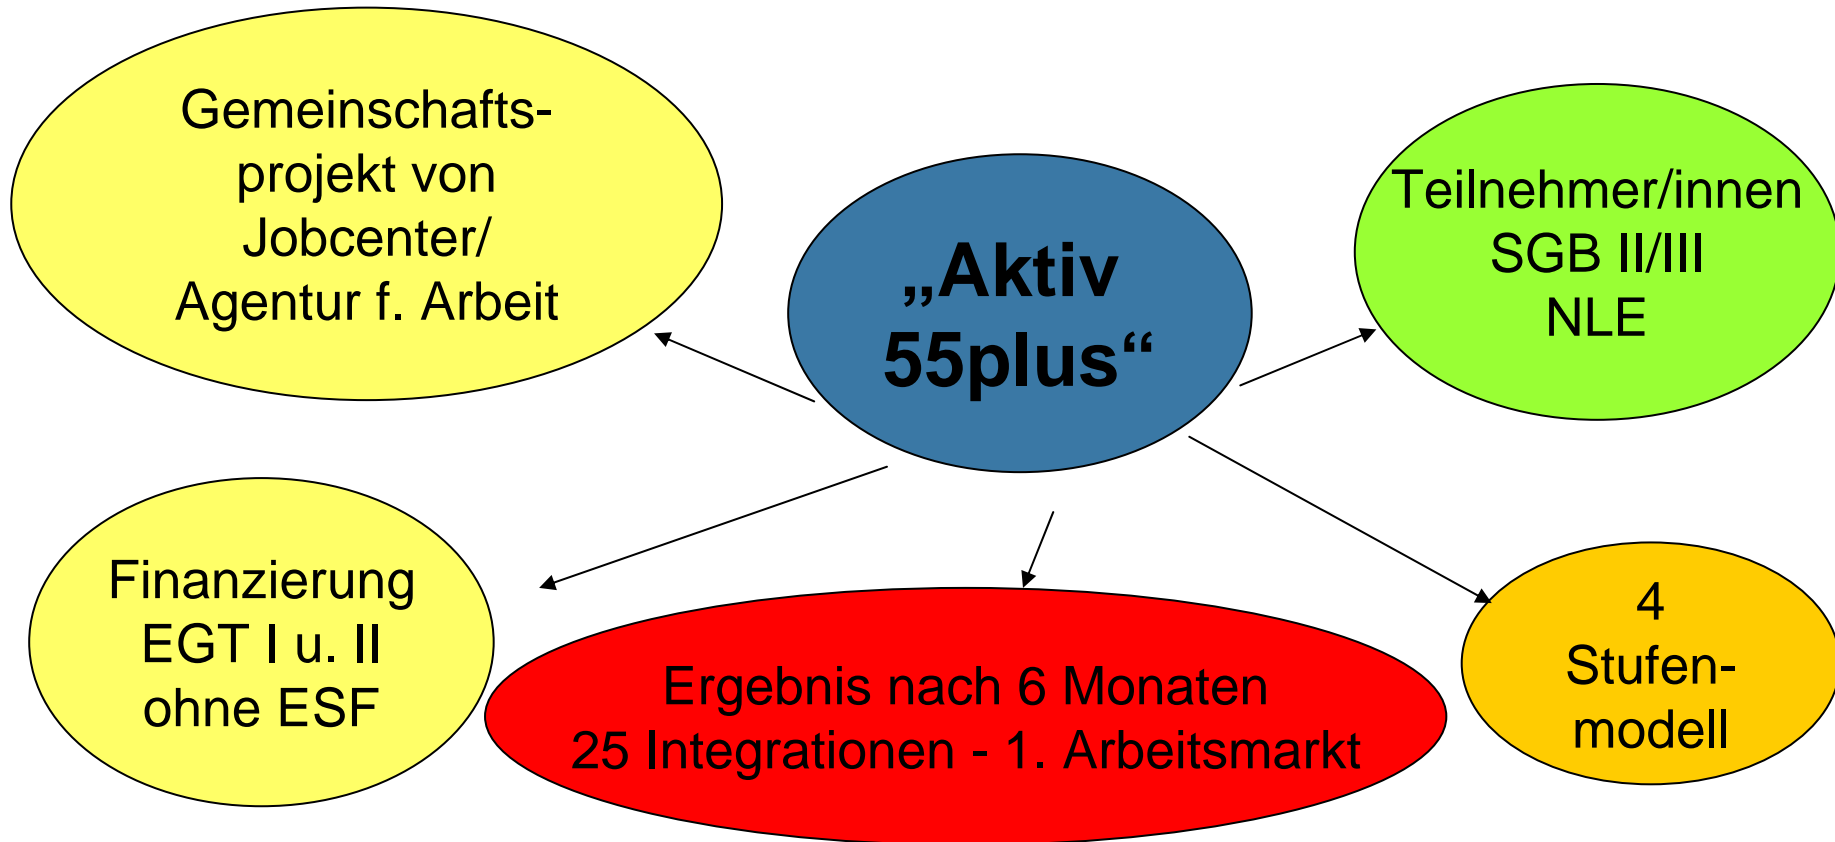 Gemeinschafts-
projekt von
Jobcenter/
Agentur f. Arbeit
„Aktiv
55plus“
Teilnehmer/innen
SGB II/III
NLE
Finanzierung
EGT I u. II
ohne ESF
Ergebnis nach 6 Monaten
25 Integrationen - 1. Arbeitsmarkt
4
Stufen-
modell